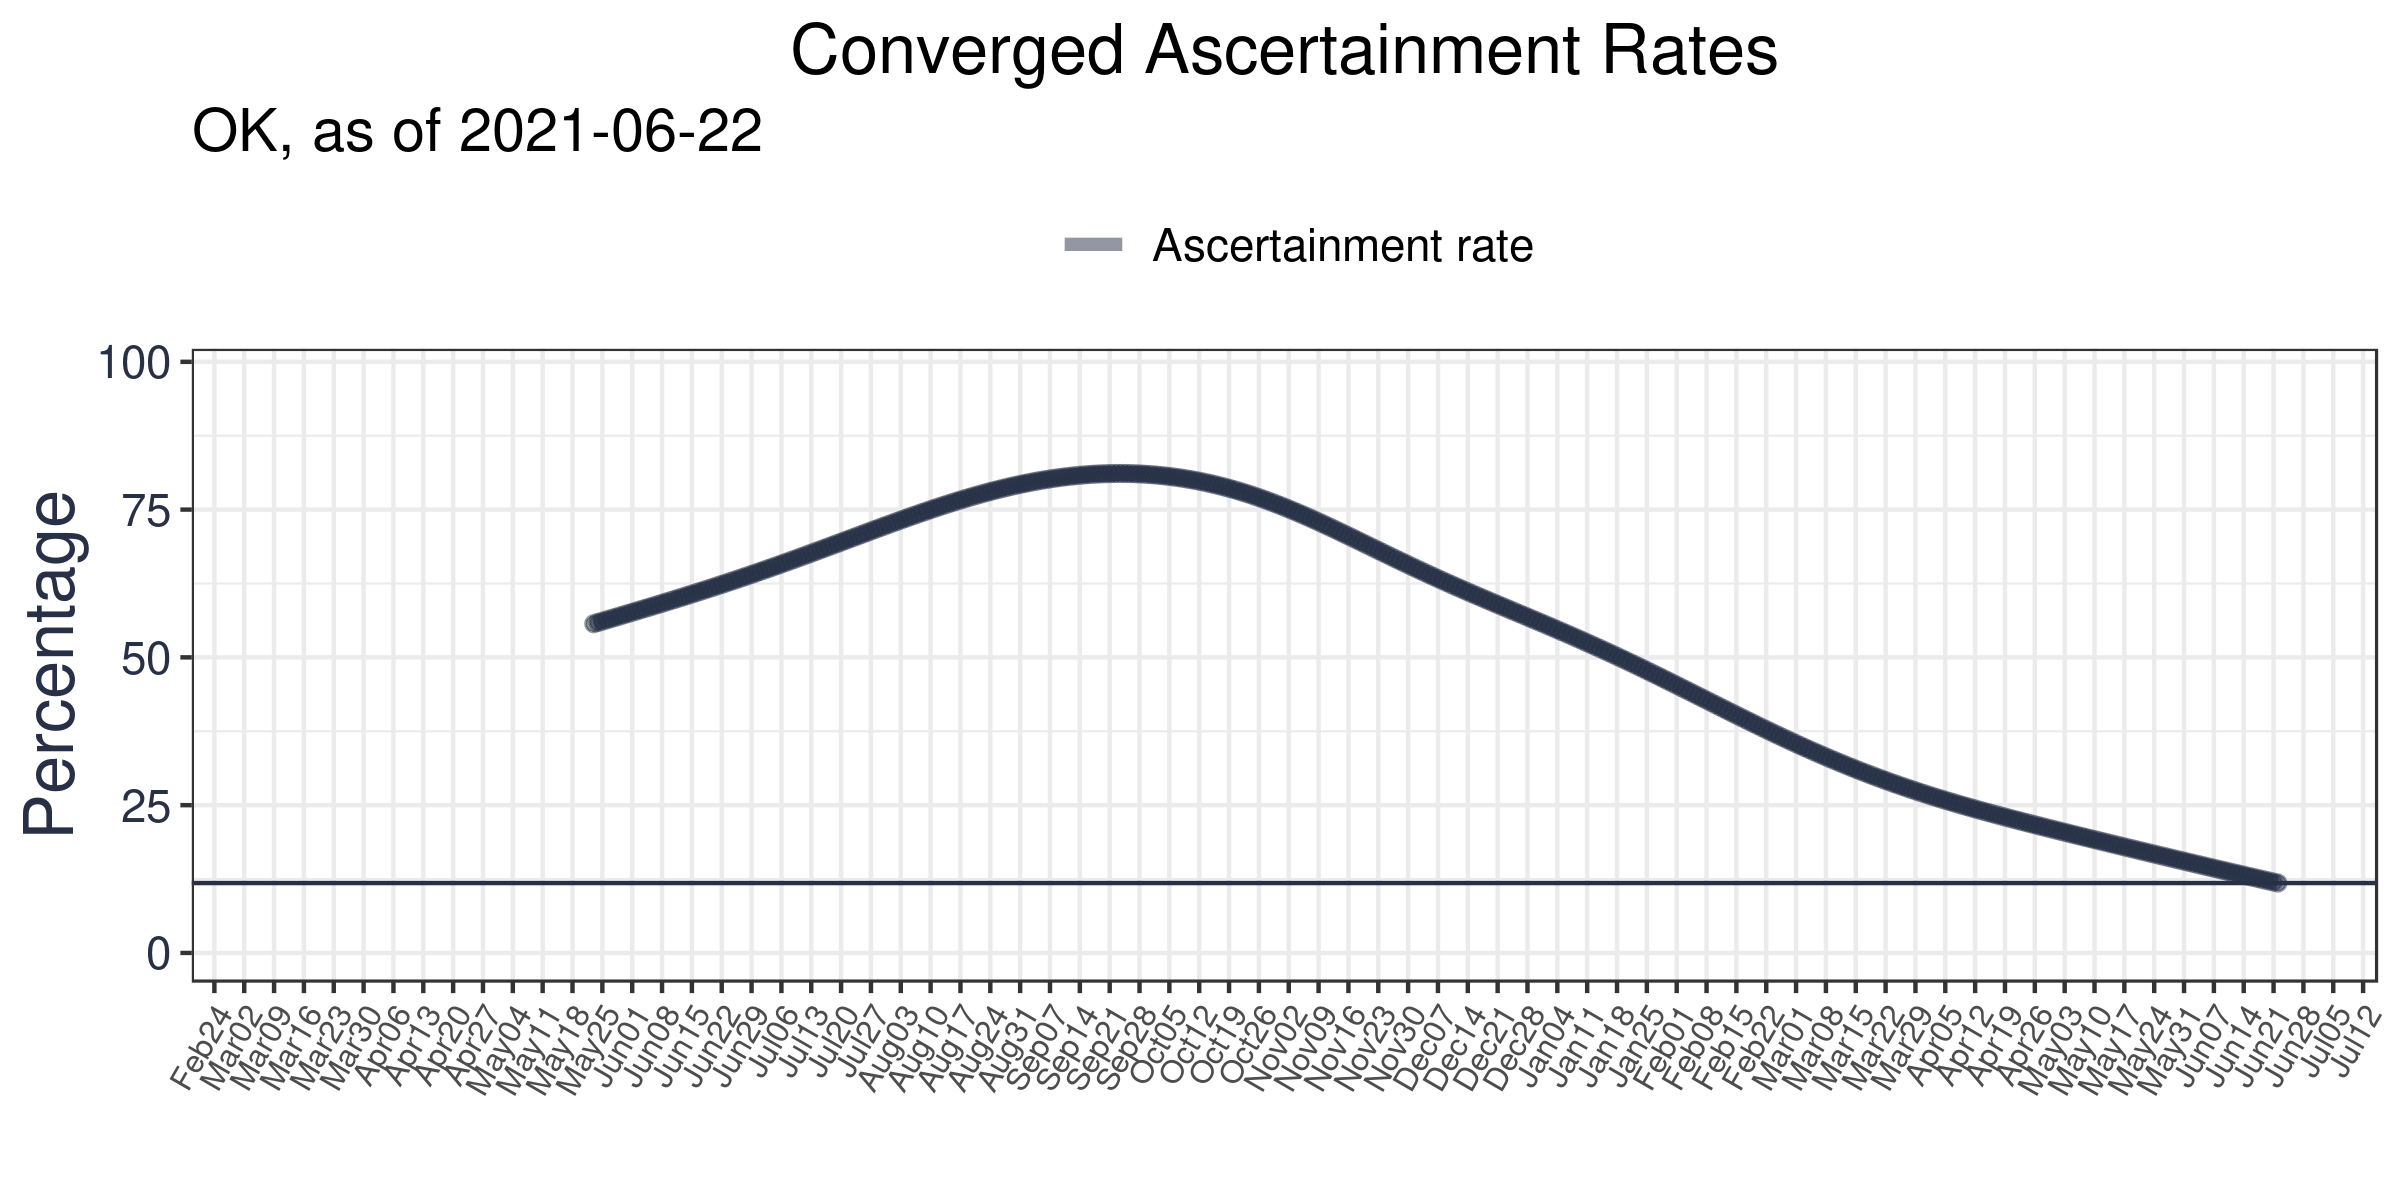 Converged Ascertainment Rates
OK, as of 2021-06-22
Ascertainment rate
Percentage
100
75
50
25
0
Feb24
Mar02
Mar09
Mar16
Mar23
Mar30
Apr06
Apr13
Apr20
Apr27
May04
May11
May18
May25
Jun01
Jun08
Jun15
Jun22
Jun29
Jul06
Jul13
Jul20
Jul27
Aug03
Aug10
Aug17
Aug24
Aug31
Sep07
Sep14
Sep21
Sep28
Oct05
Oct12
Oct19
Oct26
Nov02
Nov09
Nov16
Nov23
Nov30
Dec07
Dec14
Dec21
Dec28
Jan04
Jan11
Jan18
Jan25
Feb01
Feb08
Feb15
Feb22
Mar01
Mar08
Mar15
Mar22
Mar29
Apr05
Apr12
Apr19
Apr26
May03
May10
May17
May24
May31
Jun07
Jun14
Jun21
Jun28
Jul05
Jul12